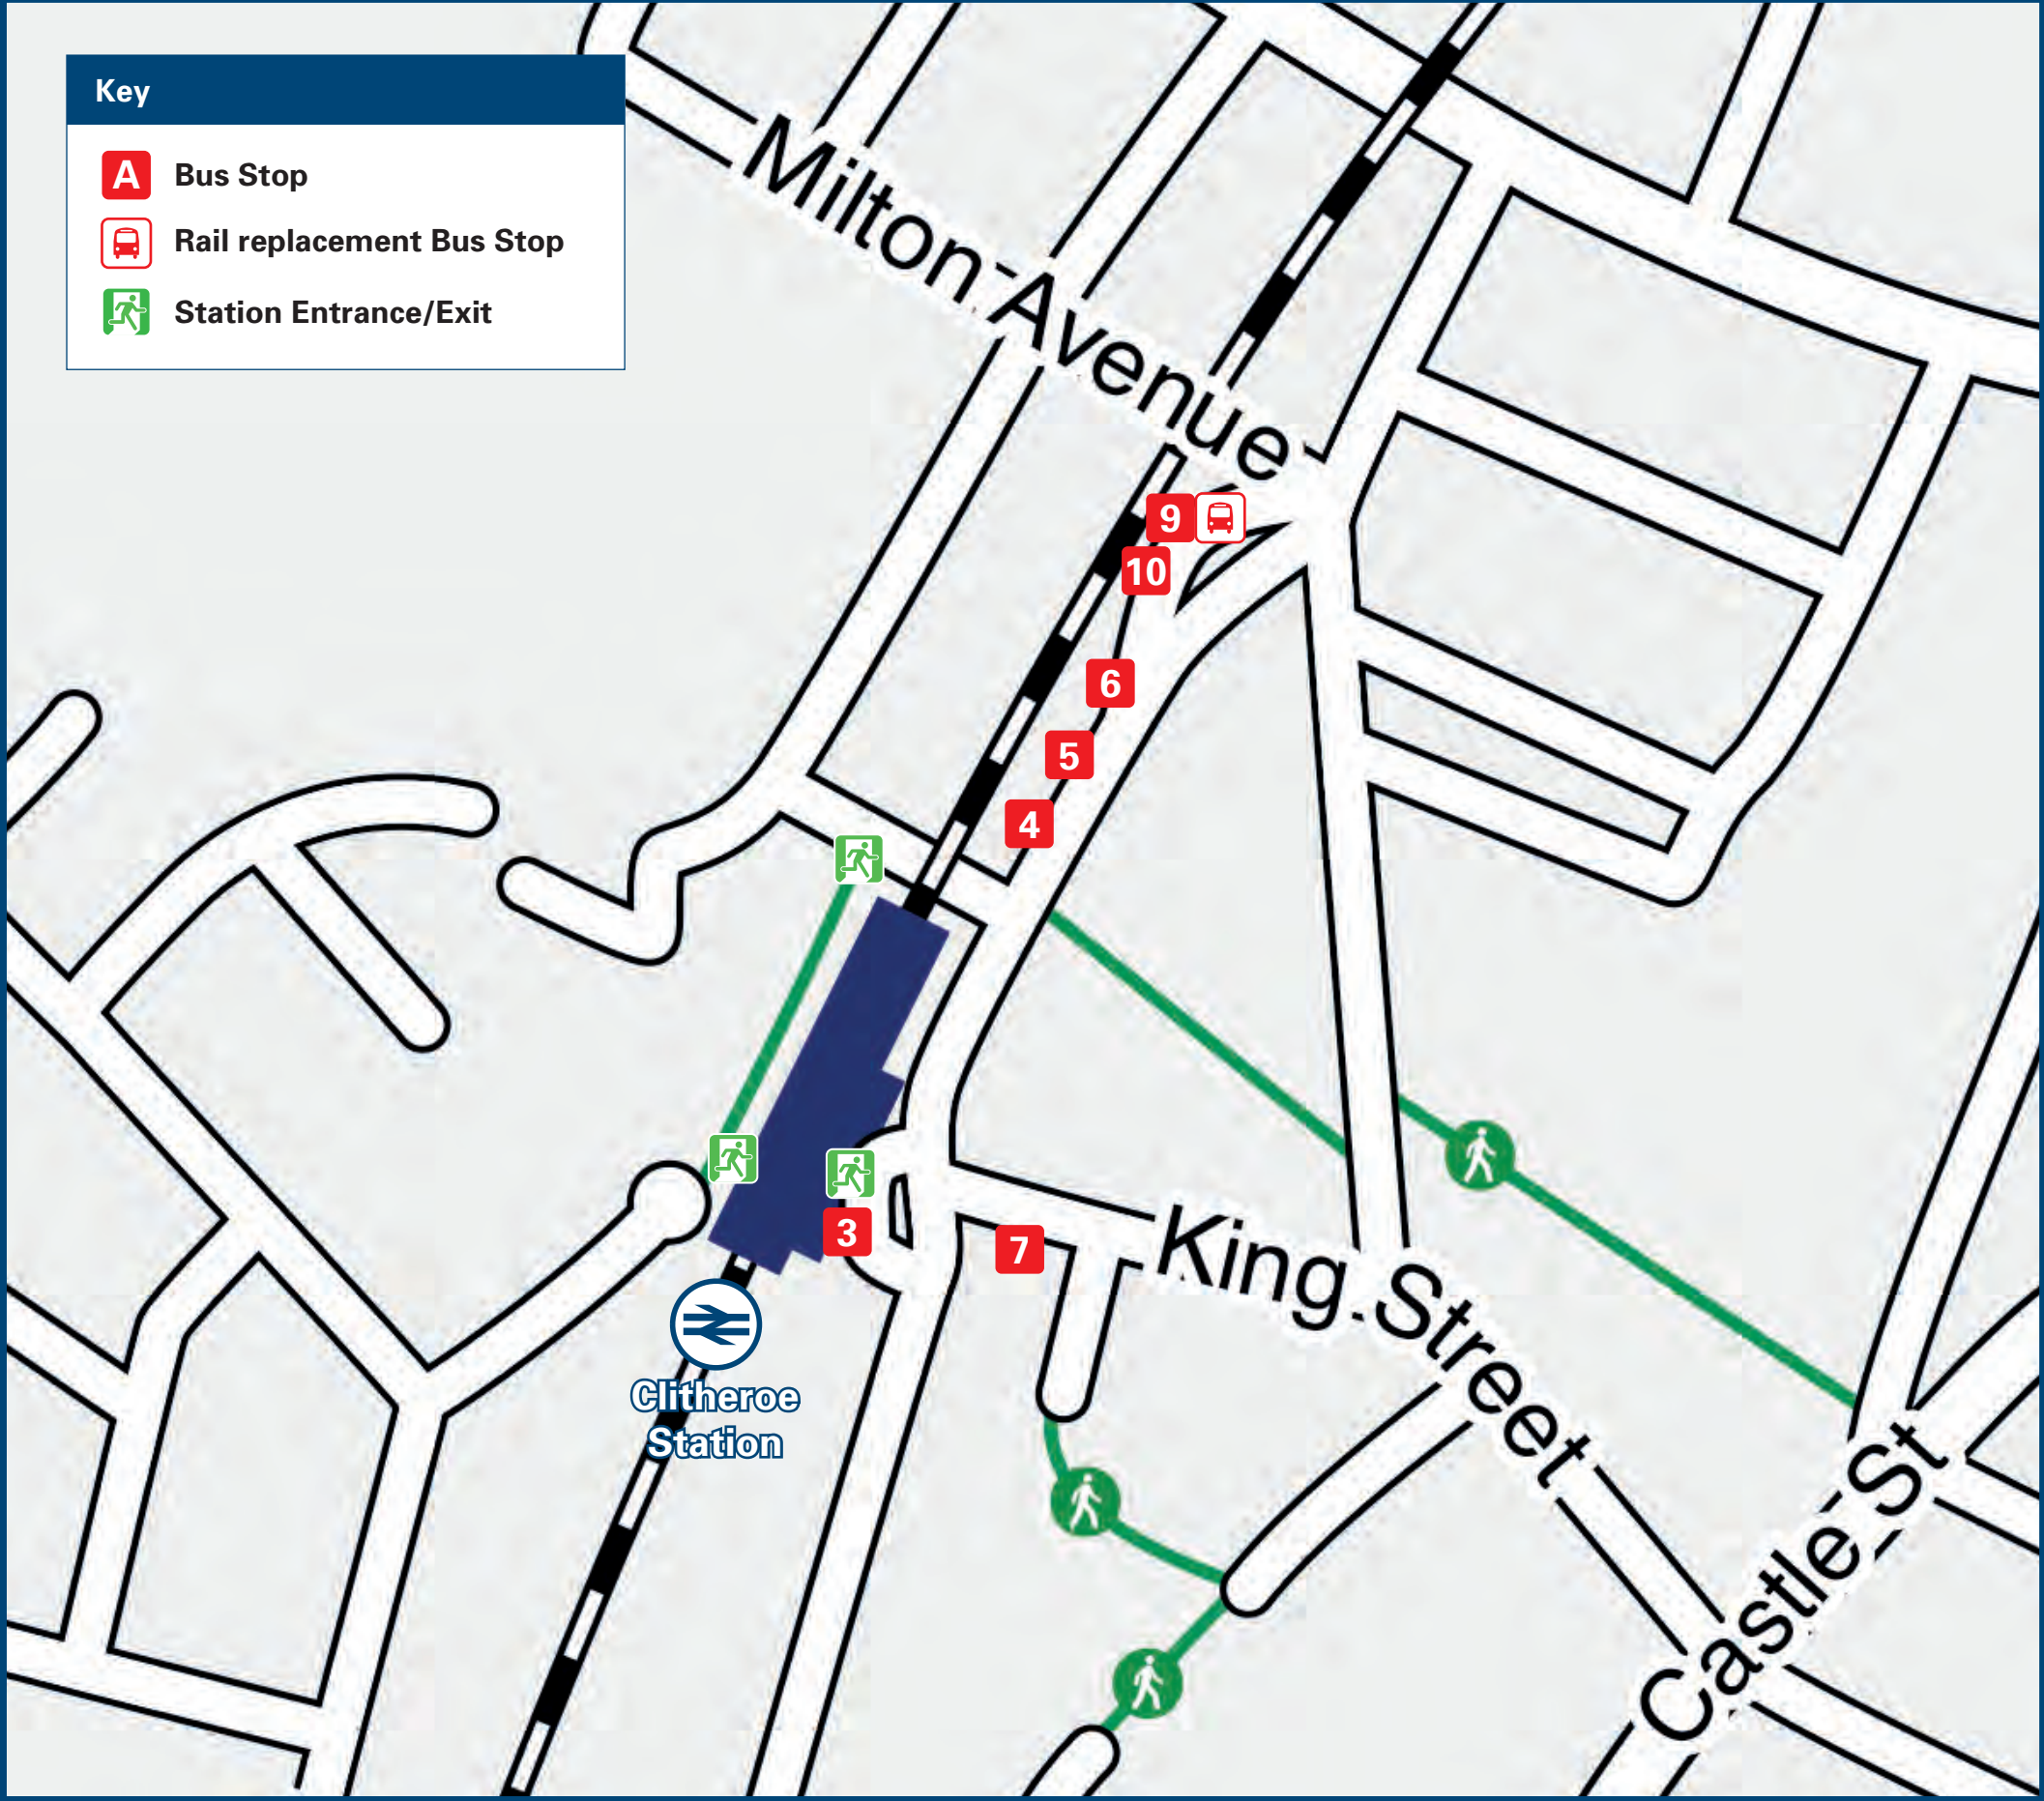 Key
A Bus Stop
Rail replacement Bus Stop
Station Entrance/Exit
Milton Avenue
9
10
6
5
4
3
7
King Street
Clitheroe
Station
Castle St